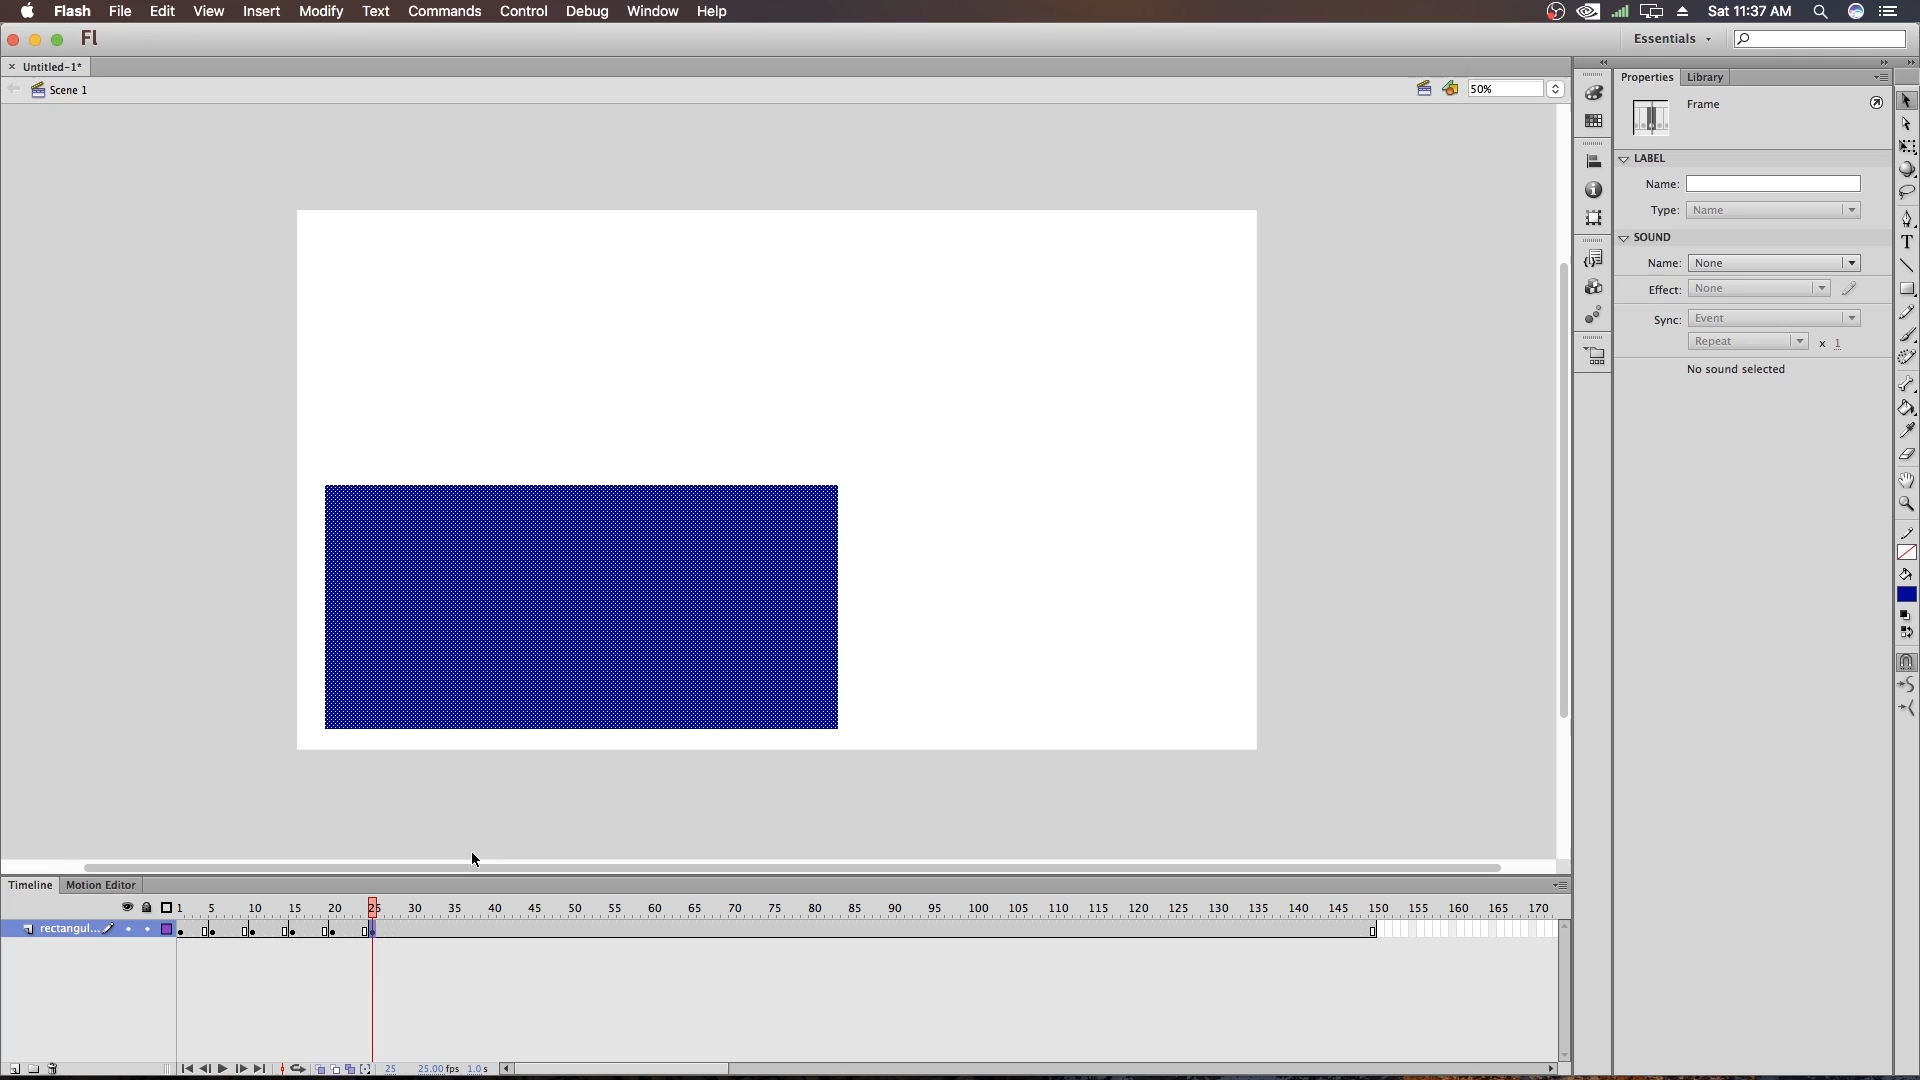 Flash File Edit View Insert Modify Text Commands Control Debug Window Help Sat 11:37 AM
Fl Essentials
× Untitled-1*
Scene 1 50%
Properties Library
Frame
LABEL
Name:
Type: Name
SOUND
Name: None
Effect: None
Sync: Event
Repeat x 1
No sound selected
T
Timeline Motion Editor
1 5 10 15 20 25 30 35 40 45 50 55 60 65 70 75 80 85 90 95 100 105 110 115 120 125 130 135 140 145 150 155 160 165 170
rectangul...
25 25.00 fps 1.0 s